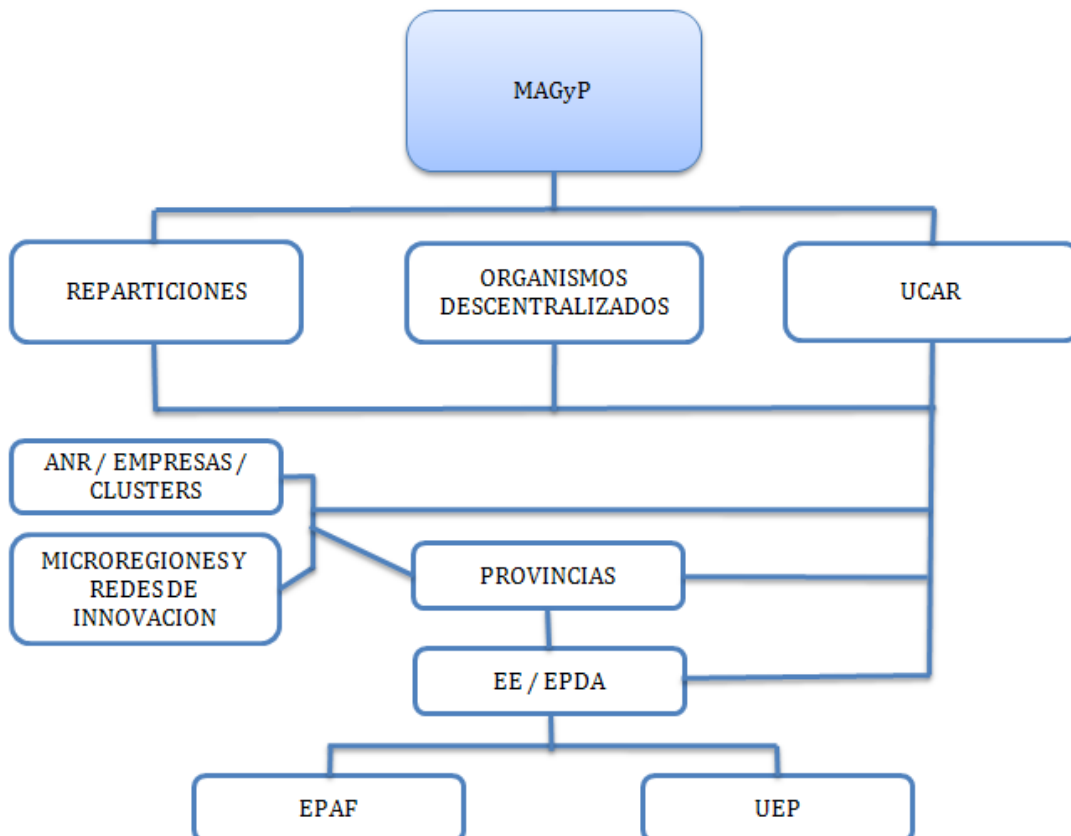 MAGyP
REPARTICIONES
ORGANISMOS
DESCENTRALIZADOS
UCAR
ANR / EMPRESAS /
CLUSTERS
MICROREGIONES Y
REDES DE
INNOVACION
PROVINCIAS
EE / EPDA
EPAF
UEP